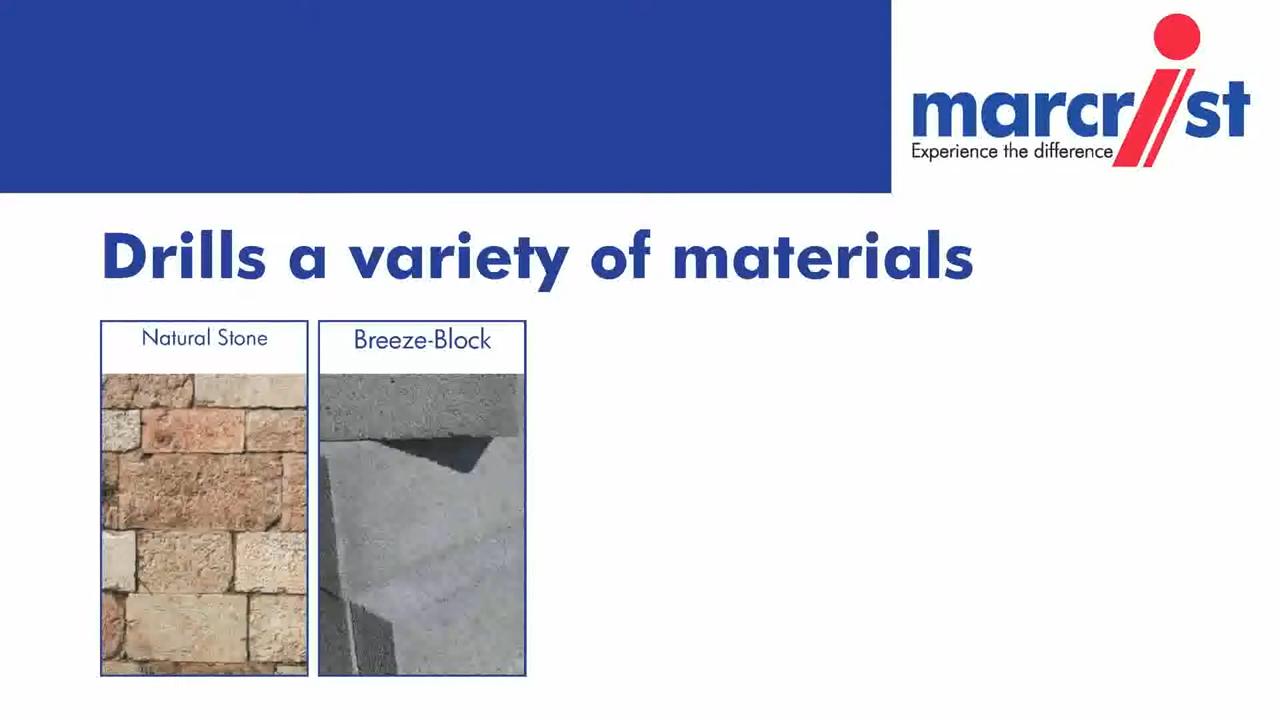 marcrist
Experience the difference
Drills a variety of materials
Natural Stone
Breeze-Block